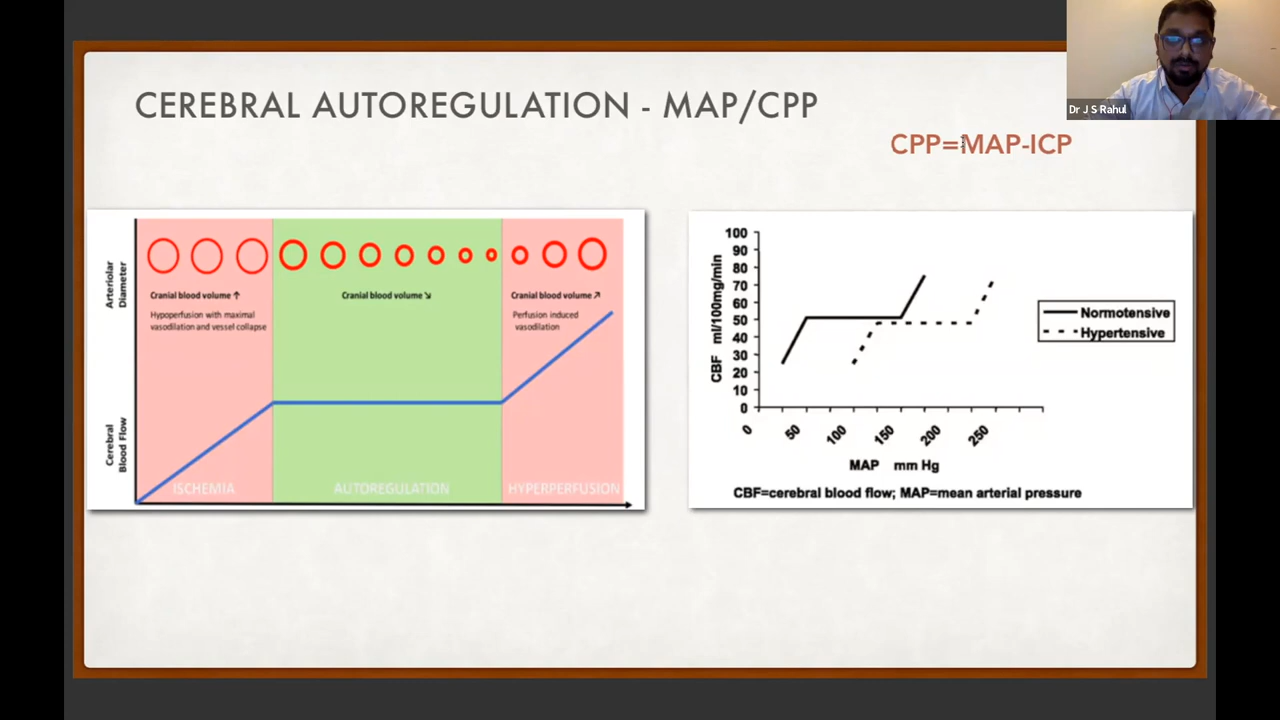 Dr J S Rahul
CEREBRAL AUTOREGULATION - MAP/CPP
CPP=MAP-ICP
Arteriolar
Diameter
Cranial blood volume ↑
Hypoperfusion with maximal
vasodilation and vessel collapse
Cranial blood volume ↘
Cranial blood volume ↗
Perfusion induced
vasodilation
Cerebral
Blood Flow
ISCHEMIA
AUTOREGULATION
HYPERPERFUSION
CBF ml/100mg/min
100
90
80
70
60
50
40
30
20
10
0
0 50 100 150 200 250
MAP mm Hg
Normotensive
Hypertensive
CBF=cerebral blood flow; MAP=mean arterial pressure